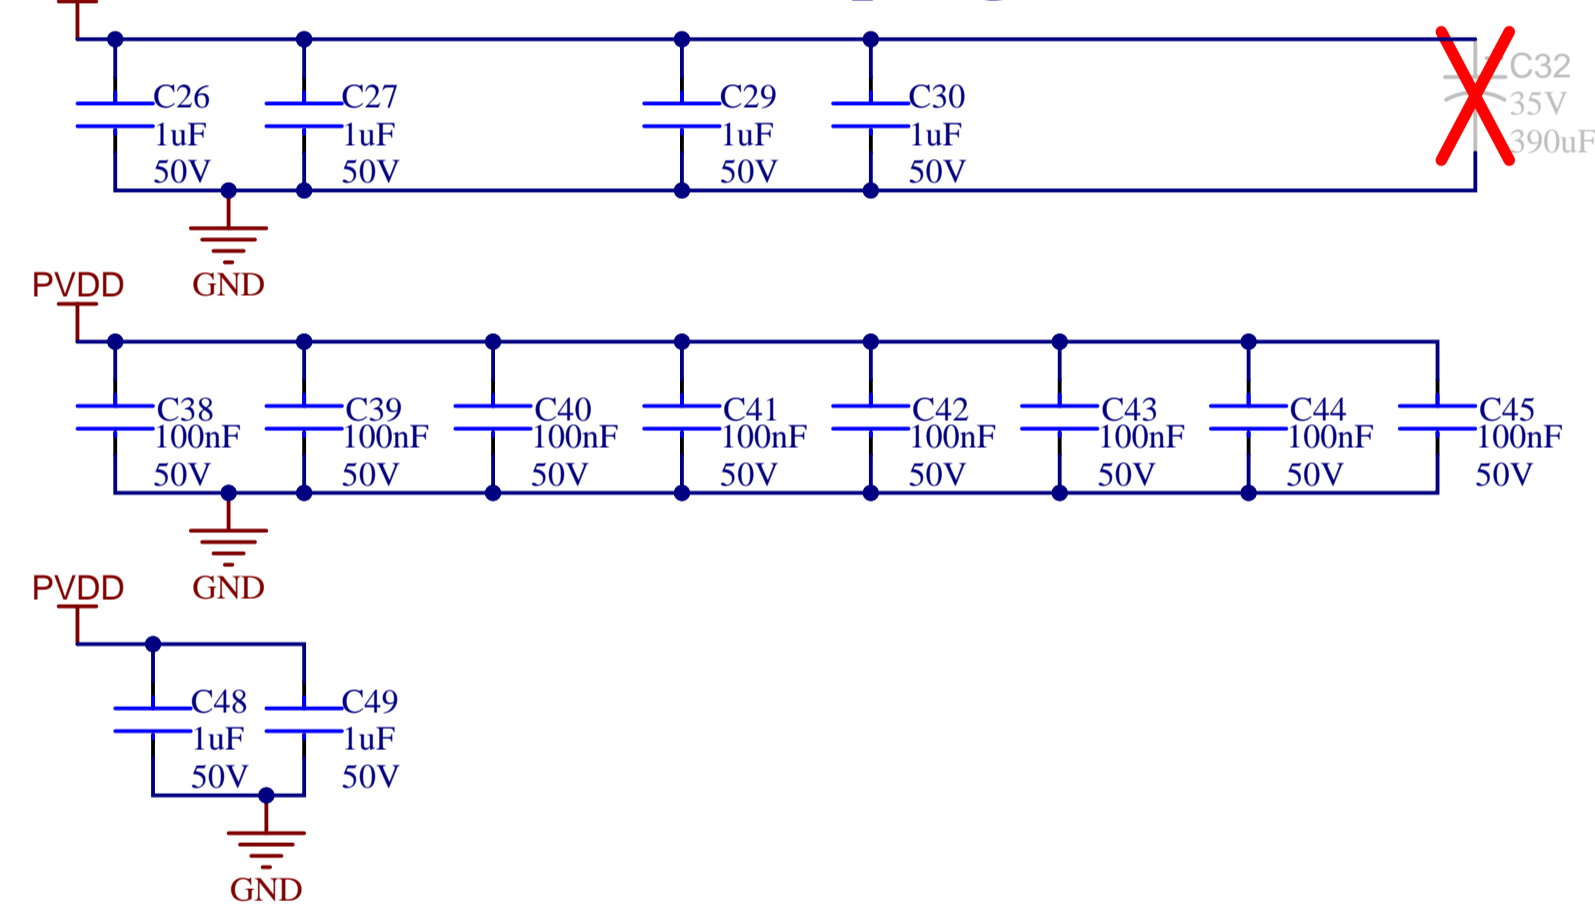 C26
1uF
50V
C27
1uF
50V
C29
1uF
50V
C30
1uF
50V
C32
35V
390uF
GND
PVDD
C38
100nF
50V
C39
100nF
50V
C40
100nF
50V
C41
100nF
50V
C42
100nF
50V
C43
100nF
50V
C44
100nF
50V
C45
100nF
50V
GND
PVDD
C48
1uF
50V
C49
1uF
50V
GND